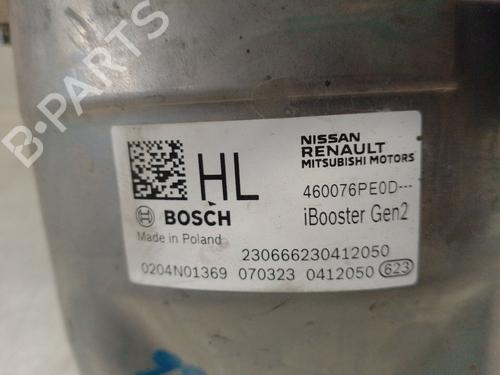 B-PARTS
HL
NISSAN
RENAULT
MITSUBISHI MOTORS
460076PE0D---
BOSCH
iBooster Gen2
Made in Poland
230666230412050
0204N01369 070323 0412050 623